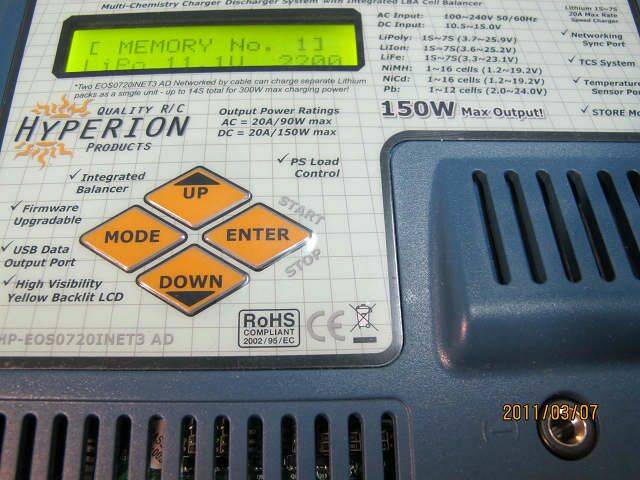 Multi-Chemistry Charger Discharger System with Integrated LBA Cell Balancer
[ MEMORY No. 1]
LiPo 11.1V 2200
*Two EOS0720iNET3 AD Networked by cable can charge separate Lithium
packs as a single unit - up to 14S total for 300W max charging power!
QUALITY R/C
HYPERION
PRODUCTS
Output Power Ratings
AC = 20A/90W max
DC = 20A/150W max
AC Input: 100~240V 50/60Hz
DC Input: 10.5~15.0V
LiPoly: 1S~7S (3.7~25.9V)
LiIon: 1S~7S (3.6~25.2V)
LiFe: 1S~7S
NiMH: 1~16 cells (1.2~19.2V)
NiCd: 1~16 cells (1.2~19.2V)
Pb: 1~12 cells (2.0~24.0V)
150W Max Output!
Lithium 1S~7S
20A Max Rate
Speed Charger
✓ Networking
Sync Port
✓ TCS System
✓ Temperature
Sensor Por
✓ STORE Mo
✓ PS Load
Control
✓ Integrated
Balancer
✓ Firmware
Upgradable
✓ USB Data
Output Port
✓ High Visibility
Yellow Backlit LCD
UP
MODE
ENTER
DOWN
START
STOP
HP-EOS0720INET3 AD
RoHS
COMPLIANT
2002/95/EC
CE
2011/03/07